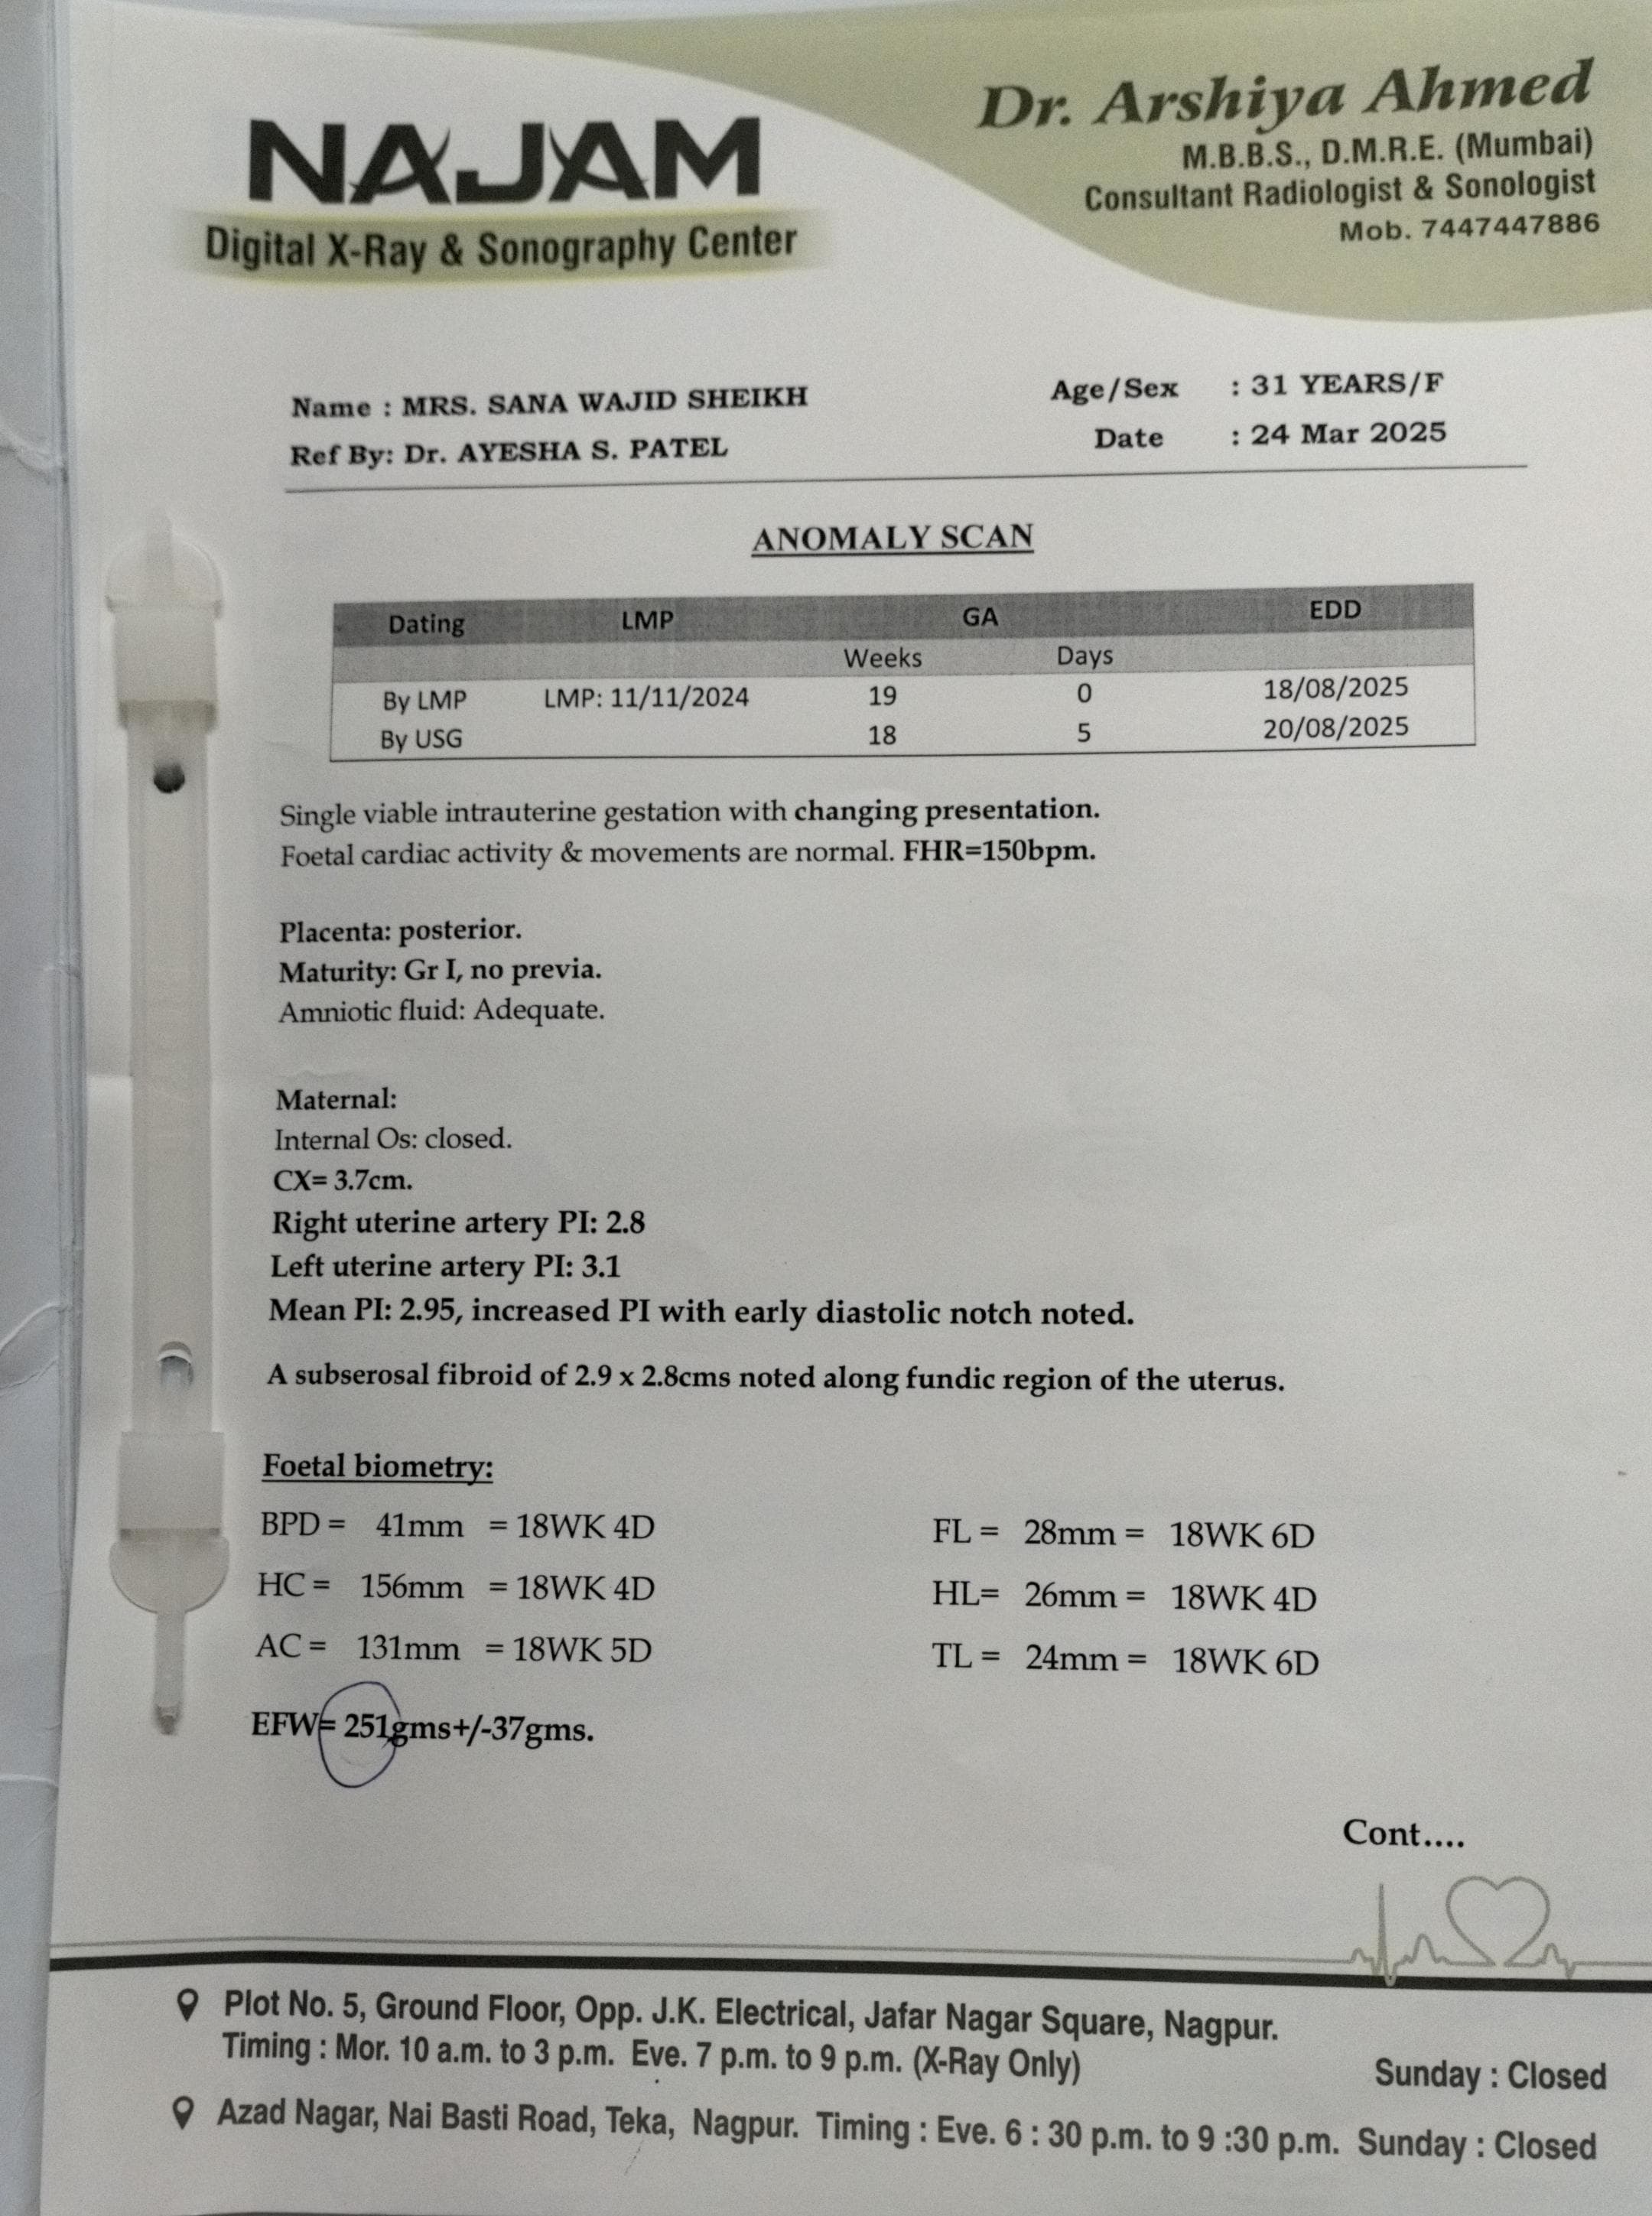 NAJAM
Digital X-Ray & Sonography Center
Dr. Arshiya Ahmed
M.B.B.S., D.M.R.E. (Mumbai)
Consultant Radiologist & Sonologist
Mob. 7447447886
Name : MRS. SANA WAJID SHEIKH Age/Sex : 31 YEARS/F
Ref By: Dr. AYESHA S. PATEL Date : 24 Mar 2025
ANOMALY SCAN
Dating LMP GA EDD
Weeks Days
By LMP LMP: 11/11/2024 19 0 18/08/2025
By USG 18 5 20/08/2025
Single viable intrauterine gestation with changing presentation.
Foetal cardiac activity & movements are normal. FHR=150bpm.
Placenta: posterior.
Maturity: Gr I, no previa.
Amniotic fluid: Adequate.
Maternal:
Internal Os: closed.
CX= 3.7cm.
Right uterine artery PI: 2.8
Left uterine artery PI: 3.1
Mean PI: 2.95, increased PI with early diastolic notch noted.
A subserosal fibroid of 2.9 x 2.8cms noted along fundic region of the uterus.
Foetal biometry:
BPD = 41mm = 18WK 4D FL = 28mm = 18WK 6D
HC = 156mm = 18WK 4D HL= 26mm = 18WK 4D
AC = 131mm = 18WK 5D TL = 24mm = 18WK 6D
EFW= 251gms+/-37gms.
Cont....
Plot No. 5, Ground Floor, Opp. J.K. Electrical, Jafar Nagar Square, Nagpur.
Timing : Mor. 10 a.m. to 3 p.m. Eve. 7 p.m. to 9 p.m. (X-Ray Only) Sunday : Closed
Azad Nagar, Nai Basti Road, Teka, Nagpur. Timing : Eve. 6 : 30 p.m. to 9 :30 p.m. Sunday : Closed